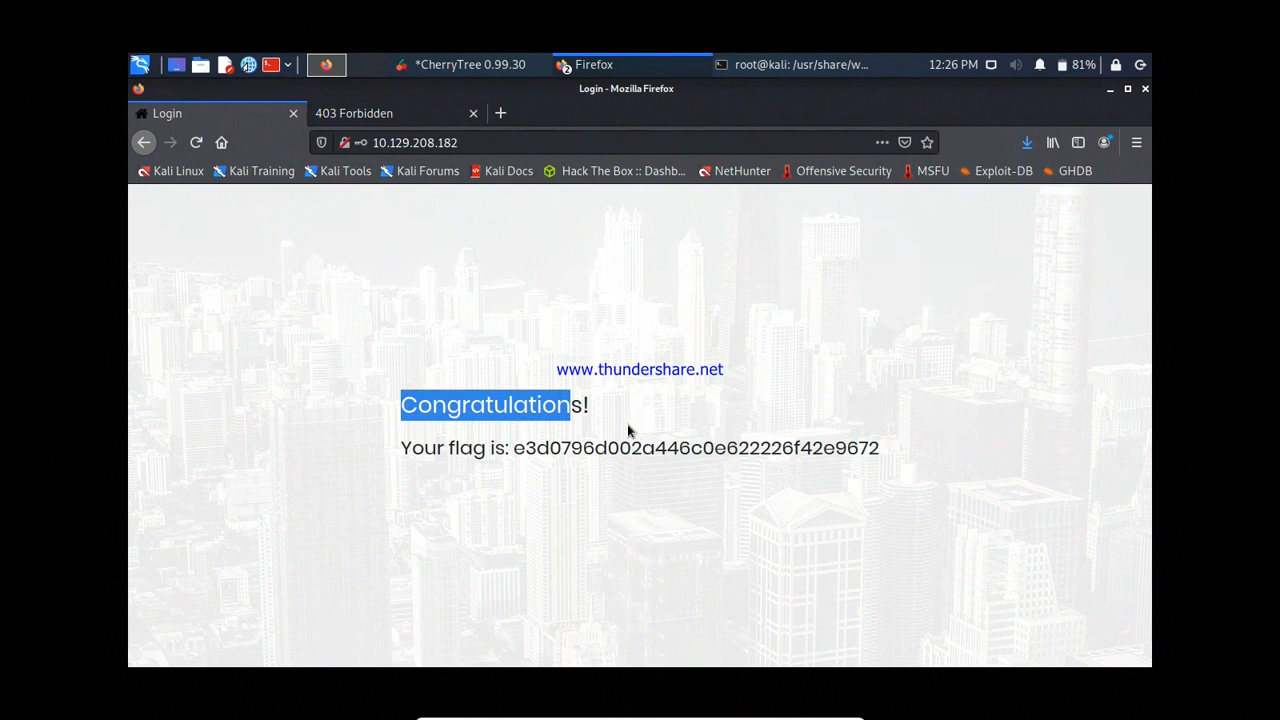 *CherryTree 0.99.30
Firefox
root@kali: /usr/share/w...
12:26 PM
81%
2
Login - Mozilla Firefox
Login
403 Forbidden
10.129.208.182
Kali Linux
Kali Training
Kali Tools
Kali Forums
Kali Docs
Hack The Box :: Dashb...
NetHunter
Offensive Security
MSFU
Exploit-DB
GHDB
www.thundershare.net
Congratulations!
Your flag is: e3d0796d002a446c0e622226f42e9672